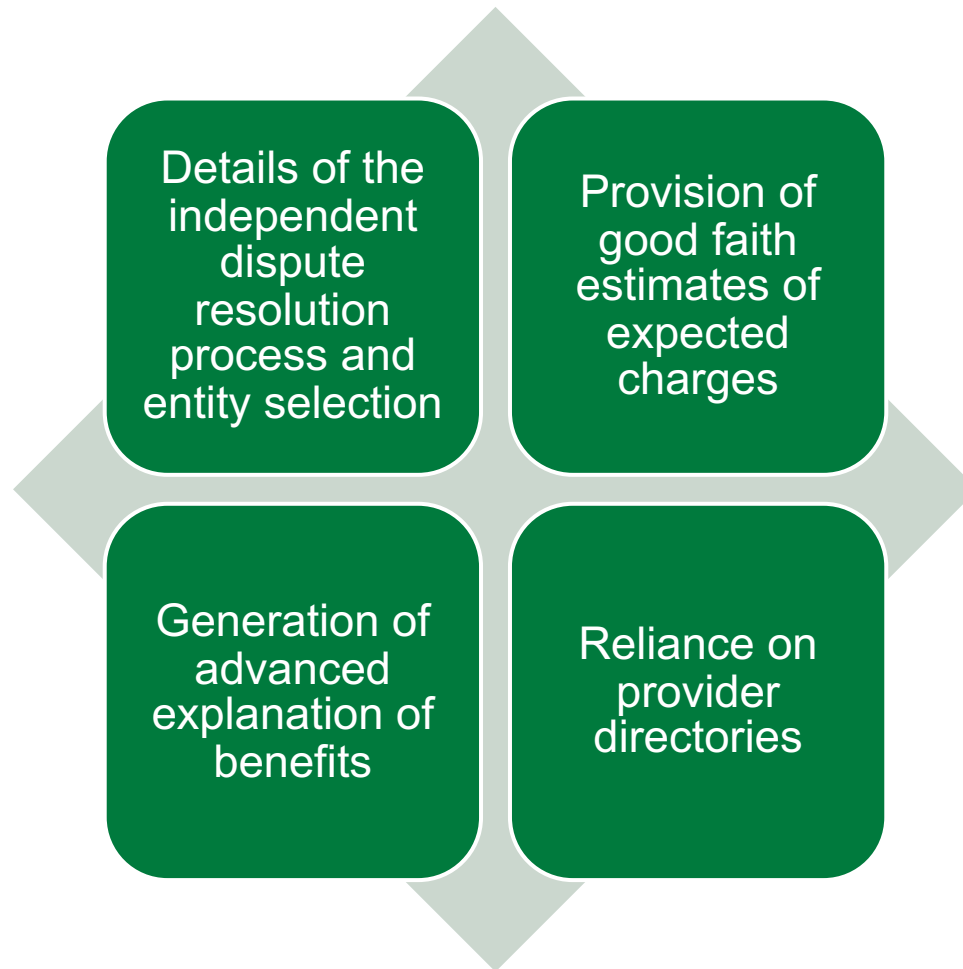 Details of the
independent
dispute
resolution
process and
entity selection
Provision of
good faith
estimates of
expected
charges
Generation of
advanced
explanation of
benefits
Reliance on
provider
directories